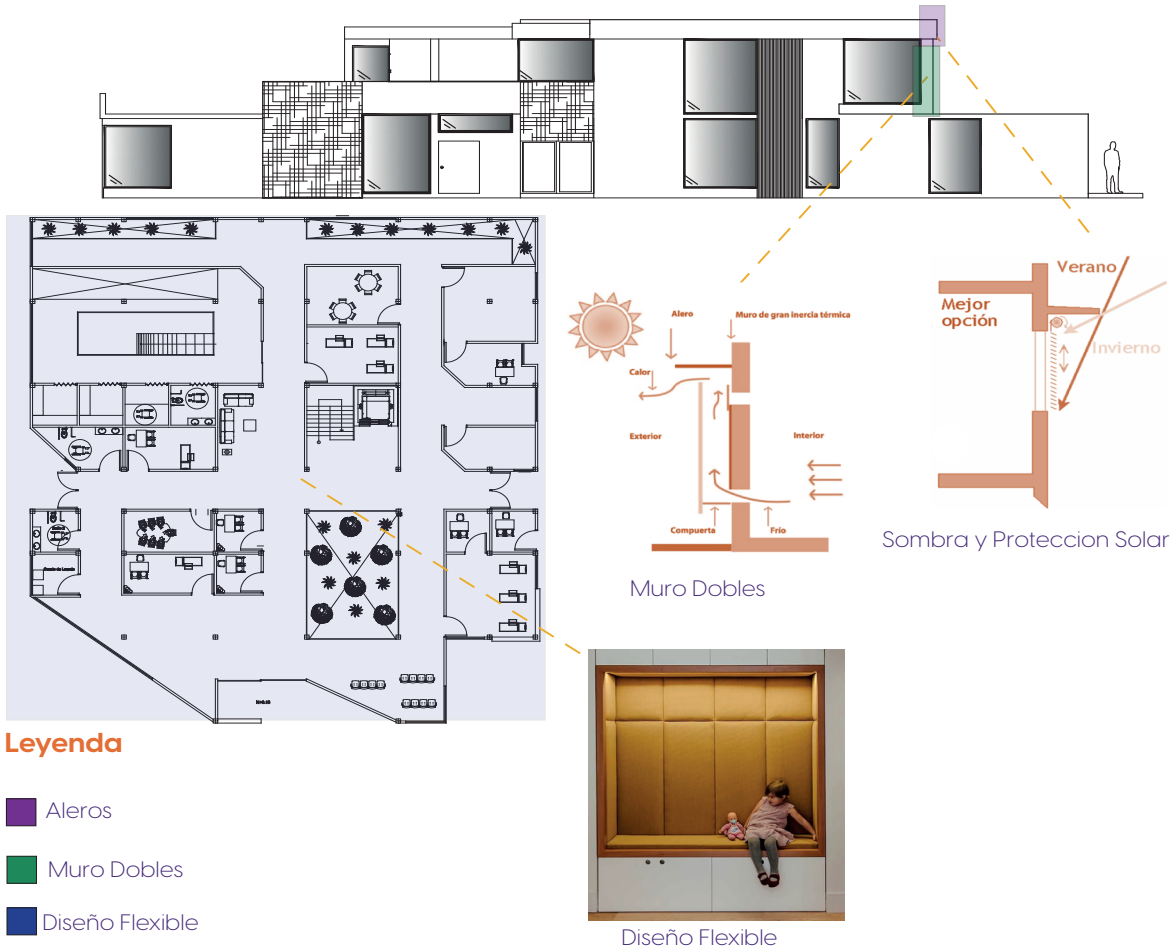 Verano
Mejor
opción
Invierno
Alero
Muro de gran inercia térmica
Calor
Exterior
Interior
Compuerta
Frío
Sombra y Proteccion Solar
Muro Dobles
Leyenda
Aleros
Muro Dobles
Diseño Flexible
Diseño Flexible